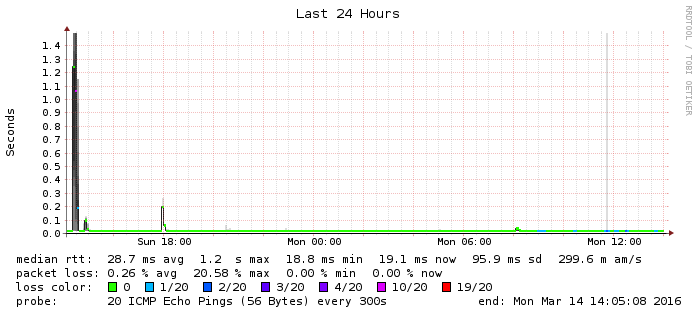 Last 24 Hours
RRDTOOL / TOBI OETIKER
Seconds
1.4
1.3
1.2
1.1
1.0
0.9
0.8
0.7
0.6
0.5
0.4
0.3
0.2
0.1
0.0
Sun 18:00 Mon 00:00 Mon 06:00 Mon 12:00
median rtt: 28.7 ms avg 1.2 s max 18.8 ms min 19.1 ms now 95.9 ms sd 299.6 m am/s
packet loss: 0.26 % avg 20.58 % max 0.00 % min 0.00 % now
loss color: 0 1/20 2/20 3/20 4/20 10/20 19/20
probe: 20 ICMP Echo Pings (56 Bytes) every 300s end: Mon Mar 14 14:05:08 2016